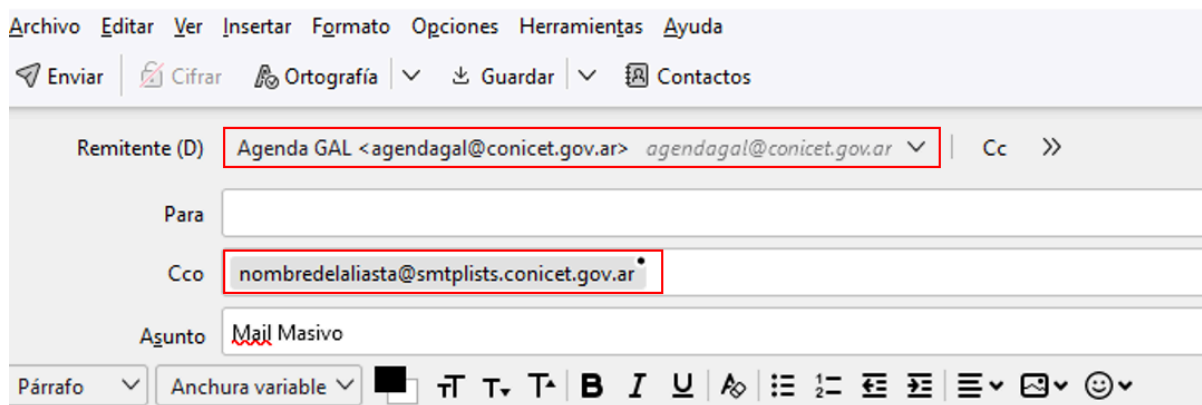 Archivo Editar Ver Insertar Formato Opciones Herramientas Ayuda
Enviar Cifrar Ortografía Guardar Contactos
Remitente (D) Agenda GAL <agendagal@conicet.gov.ar> agendagal@conicet.gov.ar Cc
Para
Cco nombredelaliasta@smtplists.conicet.gov.ar
Asunto Mail Masivo
Párrafo Anchura variable